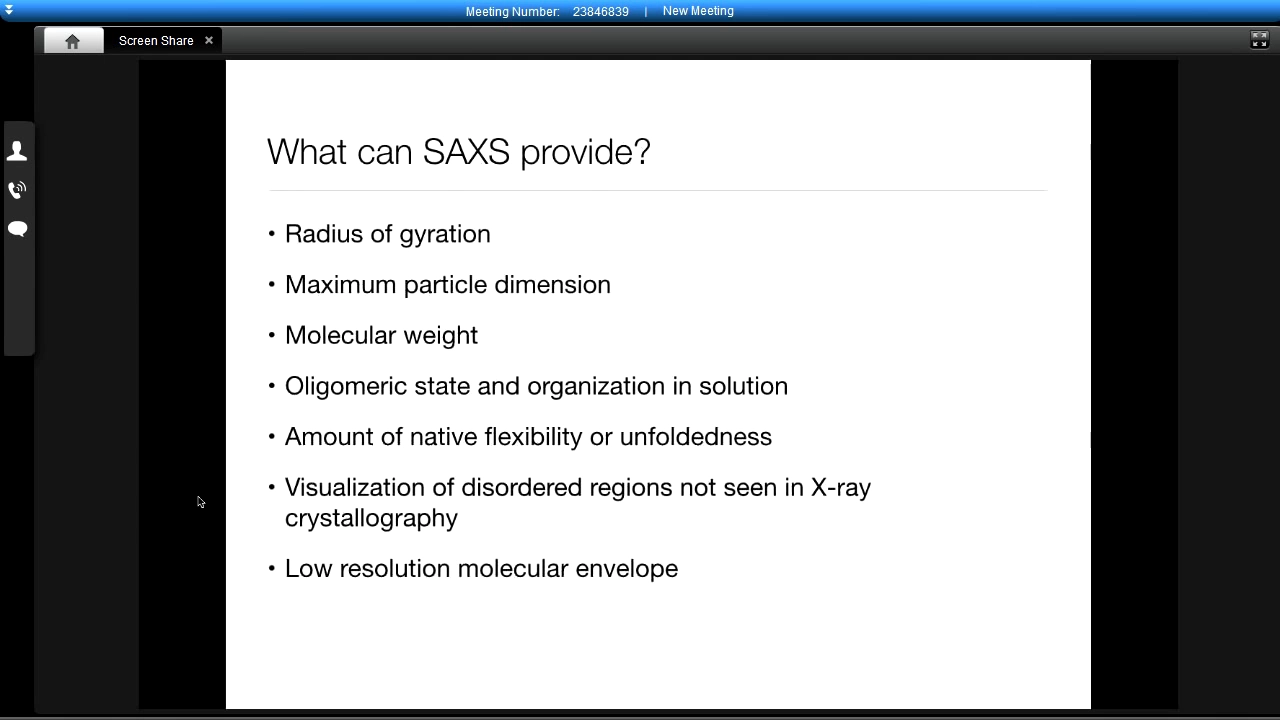 Meeting Number: 23846839 | New Meeting
Screen Share
What can SAXS provide?
• Radius of gyration
• Maximum particle dimension
• Molecular weight
• Oligomeric state and organization in solution
• Amount of native flexibility or unfoldedness
• Visualization of disordered regions not seen in X-ray
crystallography
• Low resolution molecular envelope